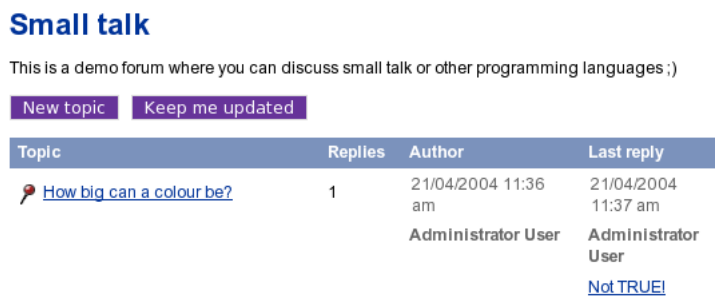 Small talk
This is a demo forum where you can discuss small talk or other programming languages ;)
New topic Keep me updated
Topic Replies Author Last reply
How big can a colour be? 1 21/04/2004 11:36 21/04/2004
am 11:37 am
Administrator User Administrator
User
Not TRUE!